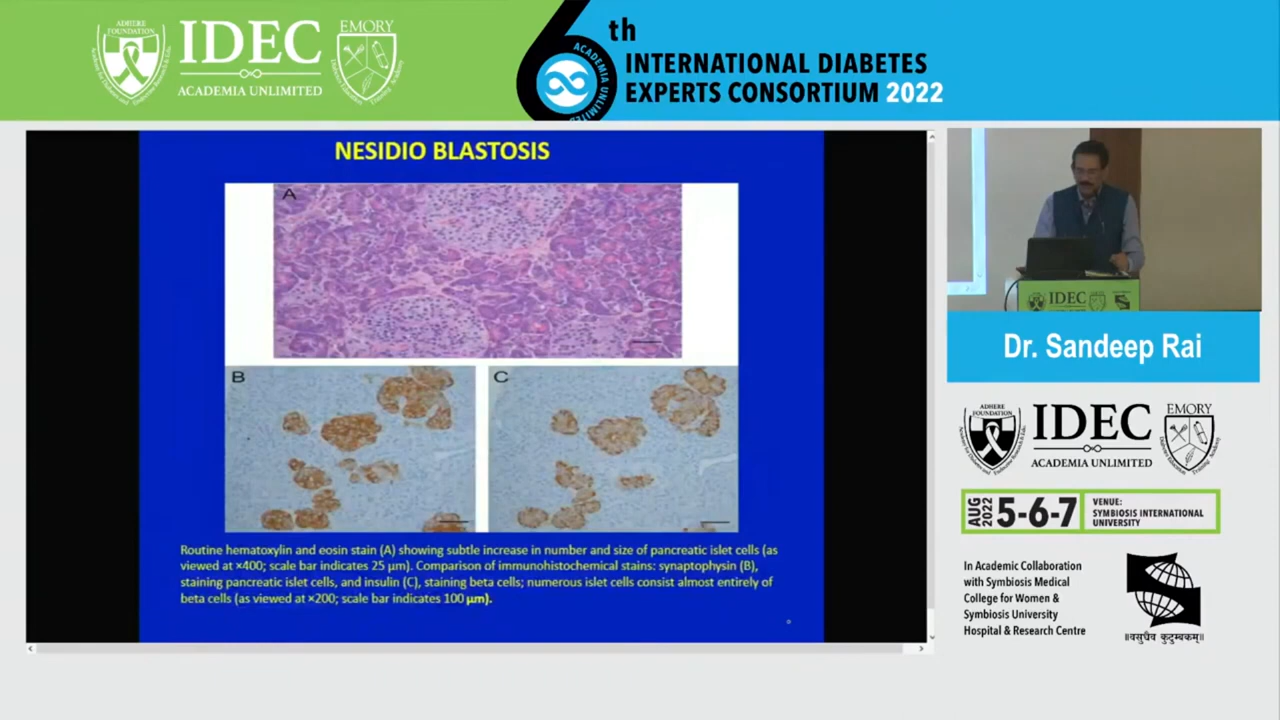 ADHERE
FOUNDATION
IDEC
ACADEMIA UNLIMITED
EMORY
6th
ACADEMIA UNLIMITED
INTERNATIONAL DIABETES
EXPERTS CONSORTIUM 2022
NESIDIO BLASTOSIS
A
B
C
Routine hematoxylin and eosin stain (A) showing subtle increase in number and size of pancreatic islet cells (as
viewed at ×400; scale bar indicates 25 μm). Comparison of immunohistochemical stains: synaptophysin (B),
staining pancreatic islet cells, and insulin (C), staining beta cells; numerous islet cells consist almost entirely of
beta cells (as viewed at ×200; scale bar indicates 100 μm).
IDEC
Dr. Sandeep Rai
ADHERE
FOUNDATION
IDEC
ACADEMIA UNLIMITED
EMORY
AUG
2022
5-6-7
VENUE:
SYMBIOSIS INTERNATIONAL
UNIVERSITY
In Academic Collaboration
with Symbiosis Medical
College for Women &
Symbiosis University
Hospital & Research Centre
॥वसुधैव कुटुम्बकम्॥